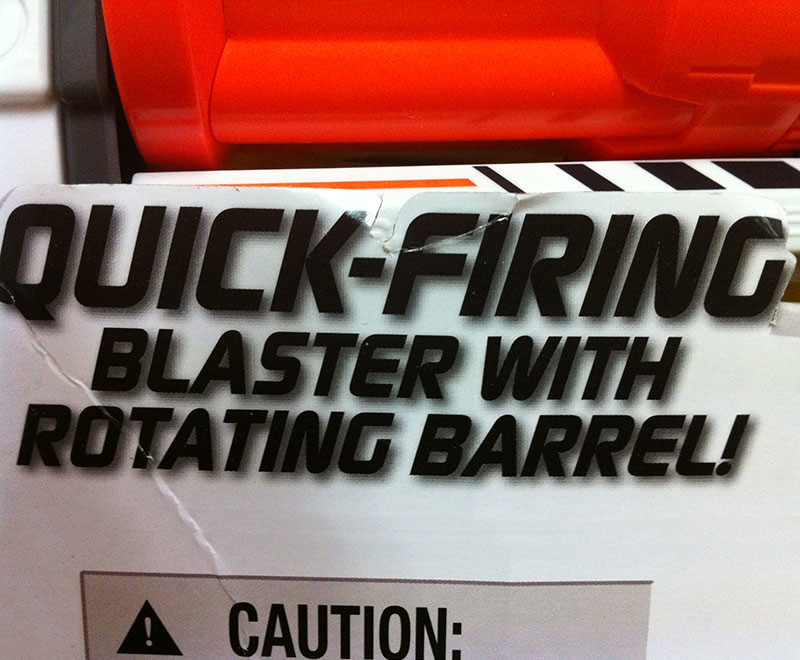 QUICK-FIRING
BLASTER WITH
ROTATING BARREL!
CAUTION: